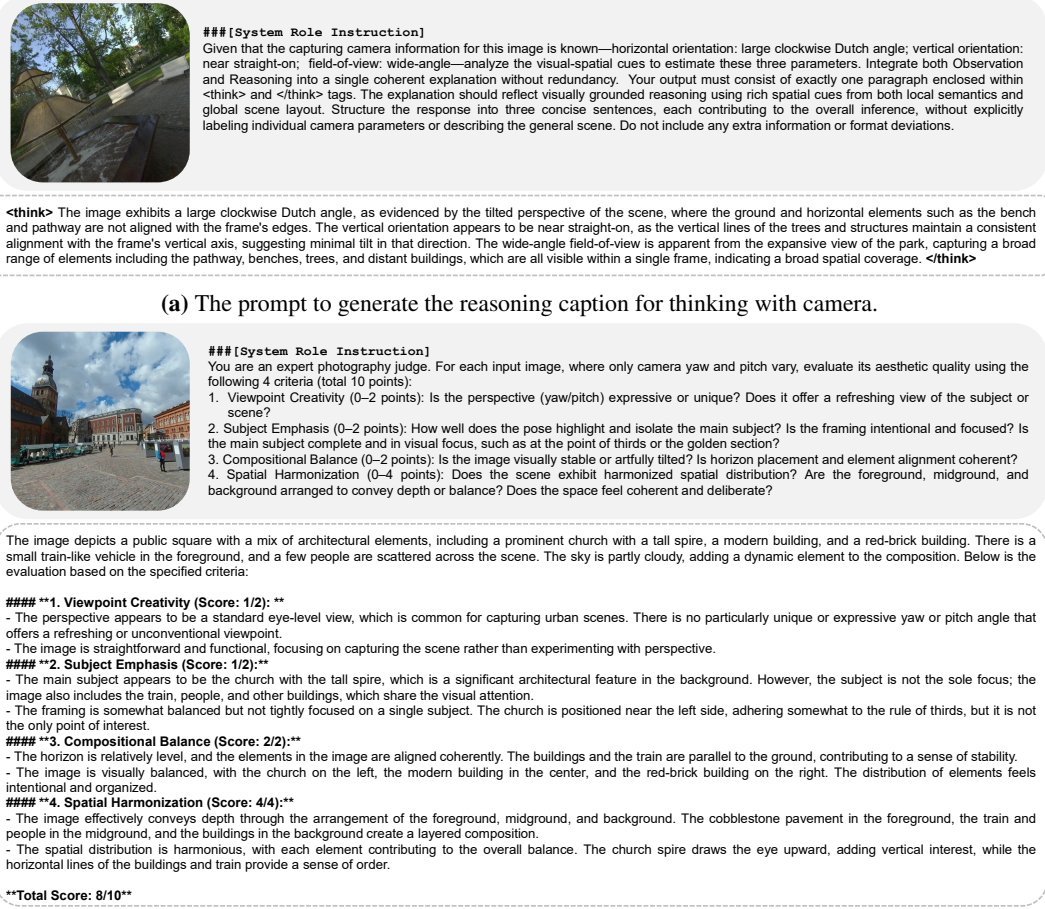 ###[System Role Instruction]
Given that the capturing camera information for this image is known—horizontal orientation: large clockwise Dutch angle; vertical orientation:
near straight-on; field-of-view: wide-angle—analyze the visual-spatial cues to estimate these three parameters. Integrate both Observation
and Reasoning into a single coherent explanation without redundancy. Your output must consist of exactly one paragraph enclosed within
<think> and </think> tags. The explanation should reflect visually grounded reasoning using rich spatial cues from both local semantics and
global scene layout. Structure the response into three concise sentences, each contributing to the overall inference, without explicitly
labeling individual camera parameters or describing the general scene. Do not include any extra information or format deviations.
<think> The image exhibits a large clockwise Dutch angle, as evidenced by the tilted perspective of the scene, where the ground and horizontal elements such as the bench
and pathway are not aligned with the frame's edges. The vertical orientation appears to be near straight-on, as the vertical lines of the trees and structures maintain a consistent
alignment with the frame's vertical axis, suggesting minimal tilt in that direction. The wide-angle field-of-view is apparent from the expansive view of the park, capturing a broad
range of elements including the pathway, benches, trees, and distant buildings, which are all visible within a single frame, indicating a broad spatial coverage. </think>
(a) The prompt to generate the reasoning caption for thinking with camera.
###[System Role Instruction]
You are an expert photography judge. For each input image, where only camera yaw and pitch vary, evaluate its aesthetic quality using the
following 4 criteria (total 10 points):
1. Viewpoint Creativity (0–2 points): Is the perspective (yaw/pitch) expressive or unique? Does it offer a refreshing view of the subject or
scene?
2. Subject Emphasis (0–2 points): How well does the pose highlight and isolate the main subject? Is the framing intentional and focused? Is
the main subject complete and in visual focus, such as at the point of thirds or the golden section?
3. Compositional Balance (0–2 points): Is the image visually stable or artfully tilted? Is horizon placement and element alignment coherent?
4. Spatial Harmonization (0–4 points): Does the scene exhibit harmonized spatial distribution? Are the foreground, midground, and
background arranged to convey depth or balance? Does the space feel coherent and deliberate?
The image depicts a public square with a mix of architectural elements, including a prominent church with a tall spire, a modern building, and a red-brick building. There is a
small train-like vehicle in the foreground, and a few people are scattered across the scene. The sky is partly cloudy, adding a dynamic element to the composition. Below is the
evaluation based on the specified criteria:
#### **1. Viewpoint Creativity (Score: 1/2): **
- The perspective appears to be a standard eye-level view, which is common for capturing urban scenes. There is no particularly unique or expressive yaw or pitch angle that
offers a refreshing or unconventional viewpoint.
- The image is straightforward and functional, focusing on capturing the scene rather than experimenting with perspective.
#### **2. Subject Emphasis (Score: 1/2):**
- The main subject appears to be the church with the tall spire, which is a significant architectural feature in the background. However, the subject is not the sole focus; the
image also includes the train, people, and other buildings, which share the visual attention.
- The framing is somewhat balanced but not tightly focused on a single subject. The church is positioned near the left side, adhering somewhat to the rule of thirds, but it is not
the only point of interest.
#### **3. Compositional Balance (Score: 2/2):**
- The horizon is relatively level, and the elements in the image are aligned coherently. The buildings and the train are parallel to the ground, contributing to a sense of stability.
- The image is visually balanced, with the church on the left, the modern building in the center, and the red-brick building on the right. The distribution of elements feels
intentional and organized.
#### **4. Spatial Harmonization (Score: 4/4):**
- The image effectively conveys depth through the arrangement of the foreground, midground, and background. The cobblestone pavement in the foreground, the train and
people in the midground, and the buildings in the background create a layered composition.
- The spatial distribution is harmonious, with each element contributing to the overall balance. The church spire draws the eye upward, adding vertical interest, while the
horizontal lines of the buildings and train provide a sense of order.
**Total Score: 8/10**